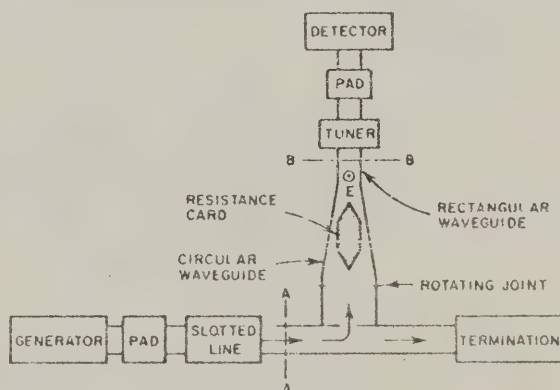 DETECTOR
PAD
TUNER
B B
E
RESISTANCE
CARD
RECTANGULAR
WAVEGUIDE
CIRCULAR
WAVEGUIDE
ROTATING JOINT
A
GENERATOR PAD SLOTTED
LINE TERMINATION
A